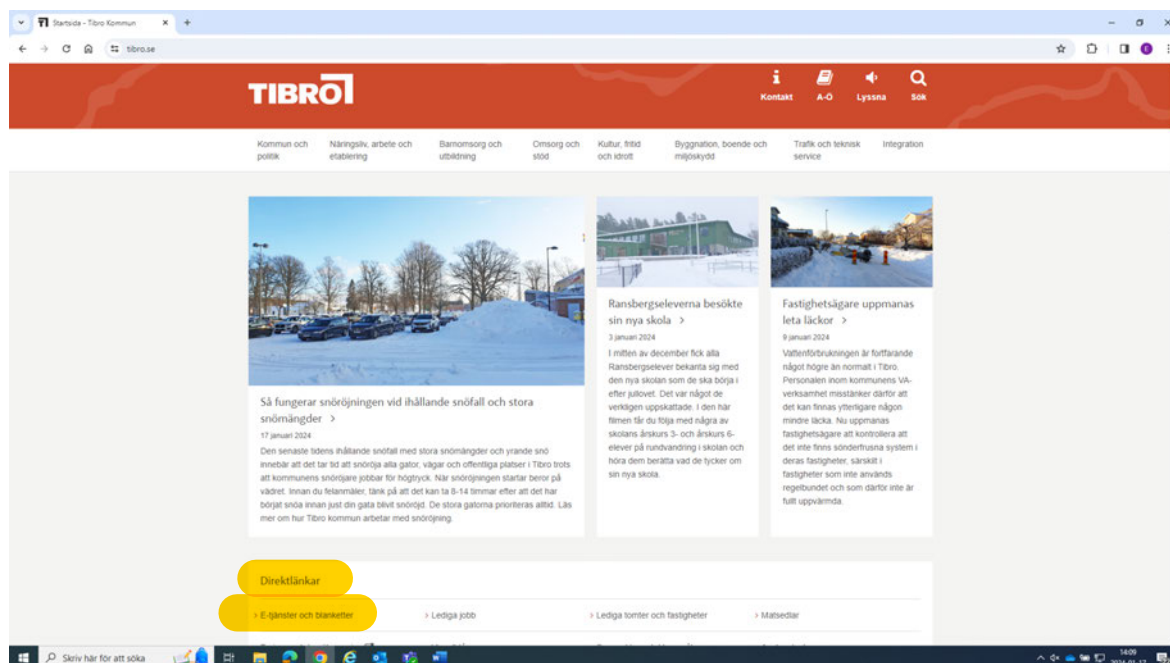 Startsida - Tibro Kommun
tibro.se
E
TIBRO
Kontakt A-Ö Lyssna Sök
Kommun och politik
Näringsliv, arbete och etablering
Barnomsorg och utbildning
Omsorg och stöd
Kultur, fritid och idrott
Byggnation, boende och miljöskydd
Trafik och teknisk service
Integration
Så fungerar snöröjningen vid ihållande snöfall och stora
snömängder >
17 januari 2024
Den senaste tidens ihållande snöfall med stora snömängder och yrande snö
innebär att det tar tid att snöröja alla gator, vägar och offentliga platser i Tibro trots
att kommunens snöröjare jobbar för högtryck. När snöröjningen startar beror på
vädret. Innan du felanmäler, tänk på att det kan ta 8-14 timmar efter att det har
börjat snöa innan just din gata blivit snöröjd. De stora gatorna prioriteras alltid. Läs
mer om hur Tibro kommun arbetar med snöröjning.
Ransbergseleverna besökte
sin nya skola >
3 januari 2024
I mitten av december fick alla
Ransbergselever bekanta sig med
den nya skolan som de ska börja i
efter jullovet. Det var något de
verkligen uppskattade. I den här
filmen får du följa med några av
skolans årskurs 3- och årskurs 6-
elever på rundvandring i skolan och
höra dem berätta vad de tycker om
sin nya skola.
Fastighetsägare uppmanas
leta läckor >
9 januari 2024
Vattenförbrukningen är fortfarande
något högre än normalt i Tibro.
Personalen inom kommunens VA-
verksamhet misstänker därför att
det kan finnas ytterligare någon
mindre läcka. Nu uppmanas
fastighetsägare att kontrollera att
det inte finns sönderfrusna system i
deras fastigheter, särskilt i
fastigheter som inte används
regelbundet och som därför inte är
fullt uppvärmda.
Direktlänkar
> E-tjänster och blanketter > Lediga jobb > Lediga tomter och fastigheter > Matsedlar
Skriv här för att söka
14:09
2024-01-17